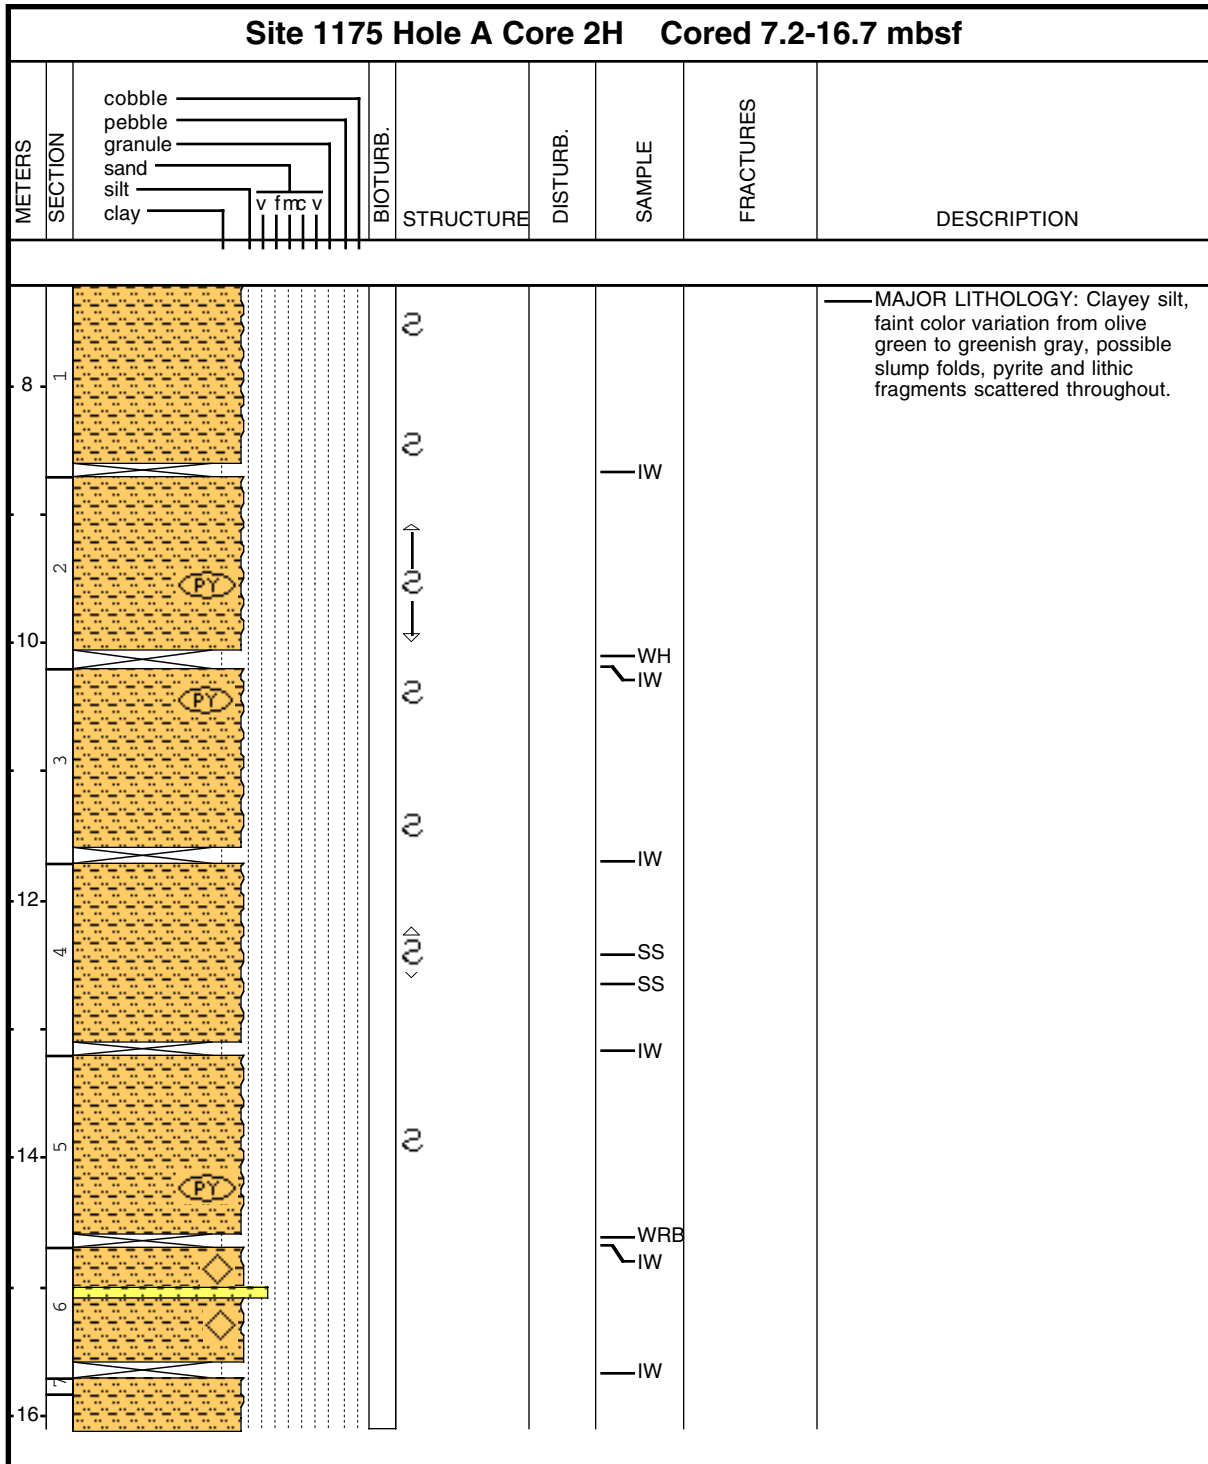 Site 1175 Hole A Core 2H Cored 7.2-16.7 mbsf
METERS
SECTION
cobble
pebble
granule
sand
silt
clay
v f m c v
BIOTURB.
STRUCTURE
DISTURB.
SAMPLE
FRACTURES
DESCRIPTION
MAJOR LITHOLOGY: Clayey silt,
faint color variation from olive
green to greenish gray, possible
slump folds, pyrite and lithic
fragments scattered throughout.
8
1
IW
2
PY
10
WH
IW
PY
3
IW
12
4
SS
SS
IW
14
5
PY
WRB
IW
6
IW
7
16